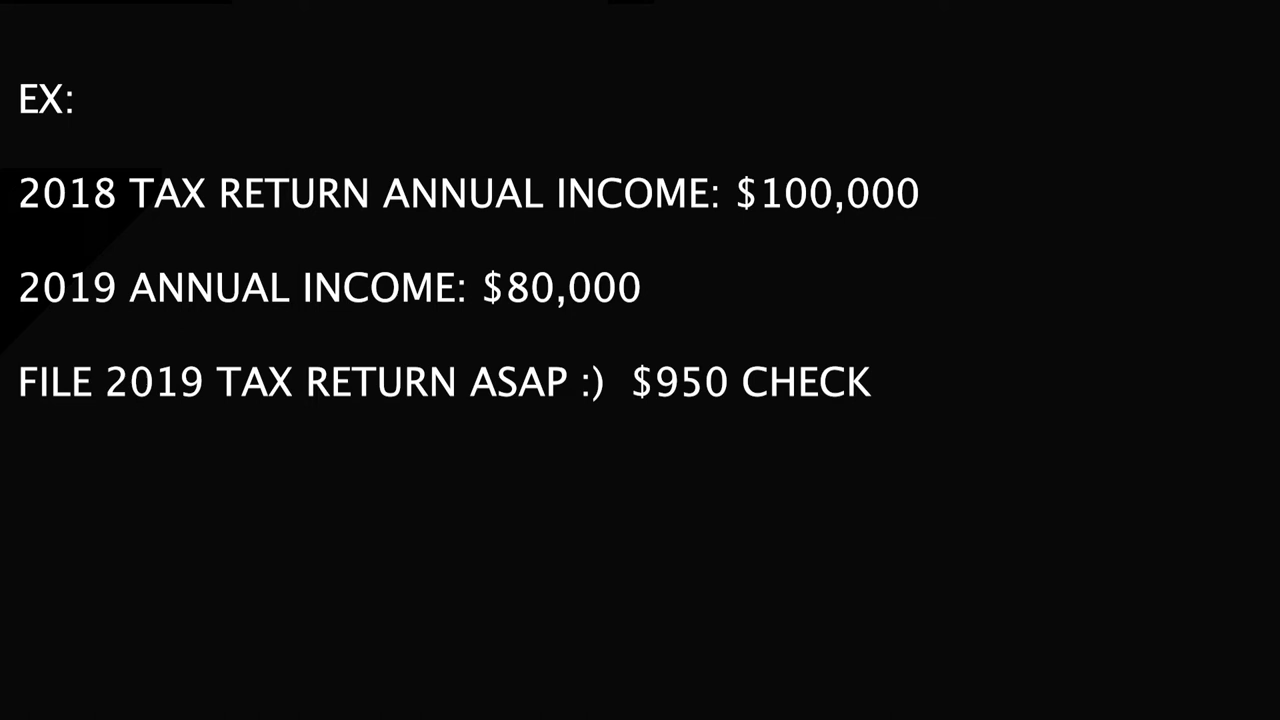 EX:
2018 TAX RETURN ANNUAL INCOME: $100,000
2019 ANNUAL INCOME: $80,000
FILE 2019 TAX RETURN ASAP :)  $950 CHECK